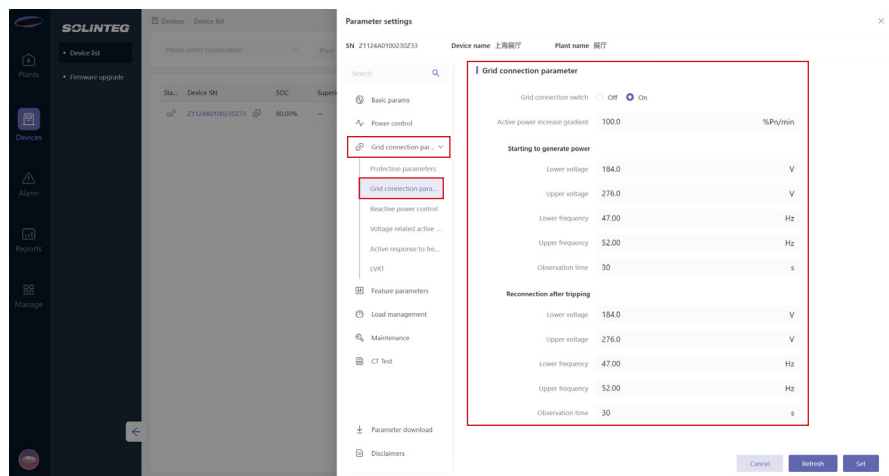 SOLINTEG
Plants
Devices
Alarm
Reports
Manage
Device list
Firmware upgrade
Devices > Device list
Please select organization
Plant
Sta... Device SN SOC Superi
Z1124A0100230Z33 90.00% --
Parameter settings
SN Z1124A0100230Z33 Device name 上海展厅 Plant name 展厅
Search
Basic params
Power control
Grid connection par...
Protection parameters
Grid connection para...
Reactive power control
Voltage related active ...
Active response to fre...
LVRT
Feature parameters
Load management
Maintenance
CT Test
Parameter download
Disclaimers
Grid connection parameter
Grid connection switch Off On
Active power increase gradient 100.0 %Pn/min
Starting to generate power
Lower voltage 184.0 V
Upper voltage 276.0 V
Lower frequency 47.00 Hz
Upper frequency 52.00 Hz
Observation time 30 s
Reconnection after tripping
Lower voltage 184.0 V
Upper voltage 276.0 V
Lower frequency 47.00 Hz
Upper frequency 52.00 Hz
Observation time 30 s
Cancel Refresh Set